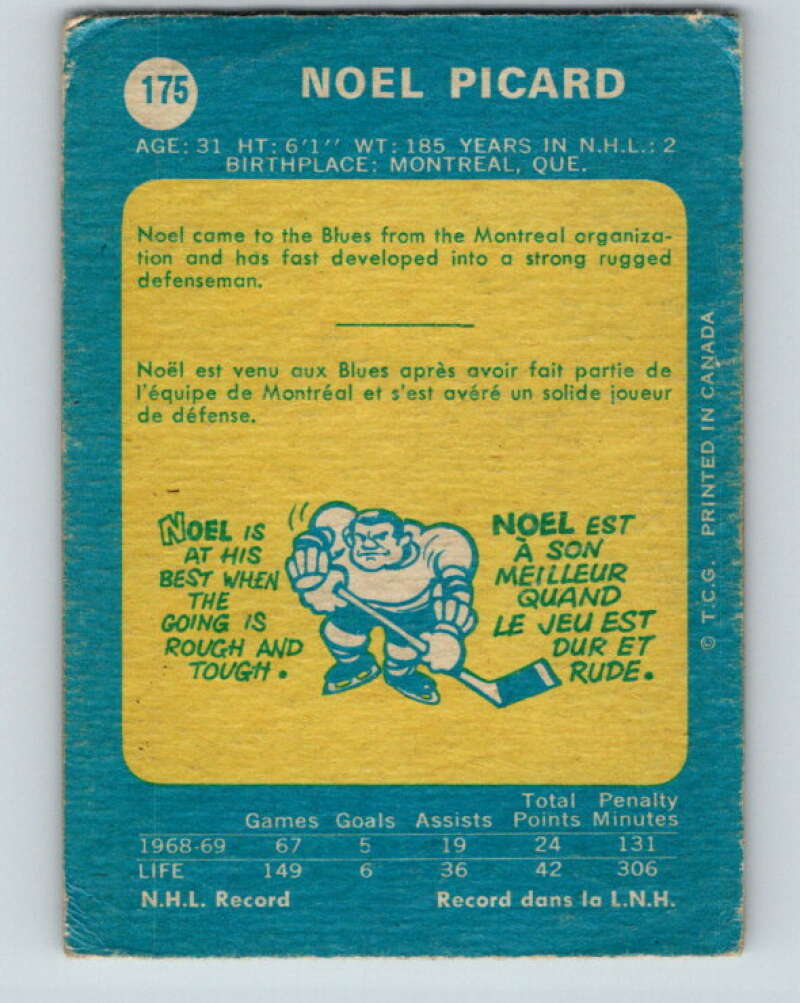 175
NOEL PICARD
AGE: 31 HT: 6'1'' WT: 185 YEARS IN N.H.L.: 2
BIRTHPLACE: MONTREAL, QUE.
Noel came to the Blues from the Montreal organiza-
tion and has fast developed into a strong rugged
defenseman.
Noël est venu aux Blues après avoir fait partie de
l'équipe de Montréal et s'est avéré un solide joueur
de défense.
NOEL IS
AT HIS
BEST WHEN
THE
GOING IS
ROUGH AND
TOUGH.
NOEL EST
À SON
MEILLEUR
QUAND
LE JEU EST
DUR ET
RUDE.
© T.C.G. PRINTED IN CANADA
Total Penalty
Games Goals Assists Points Minutes
1968-69 67 5 19 24 131
LIFE 149 6 36 42 306
N.H.L. Record Record dans la L.N.H.